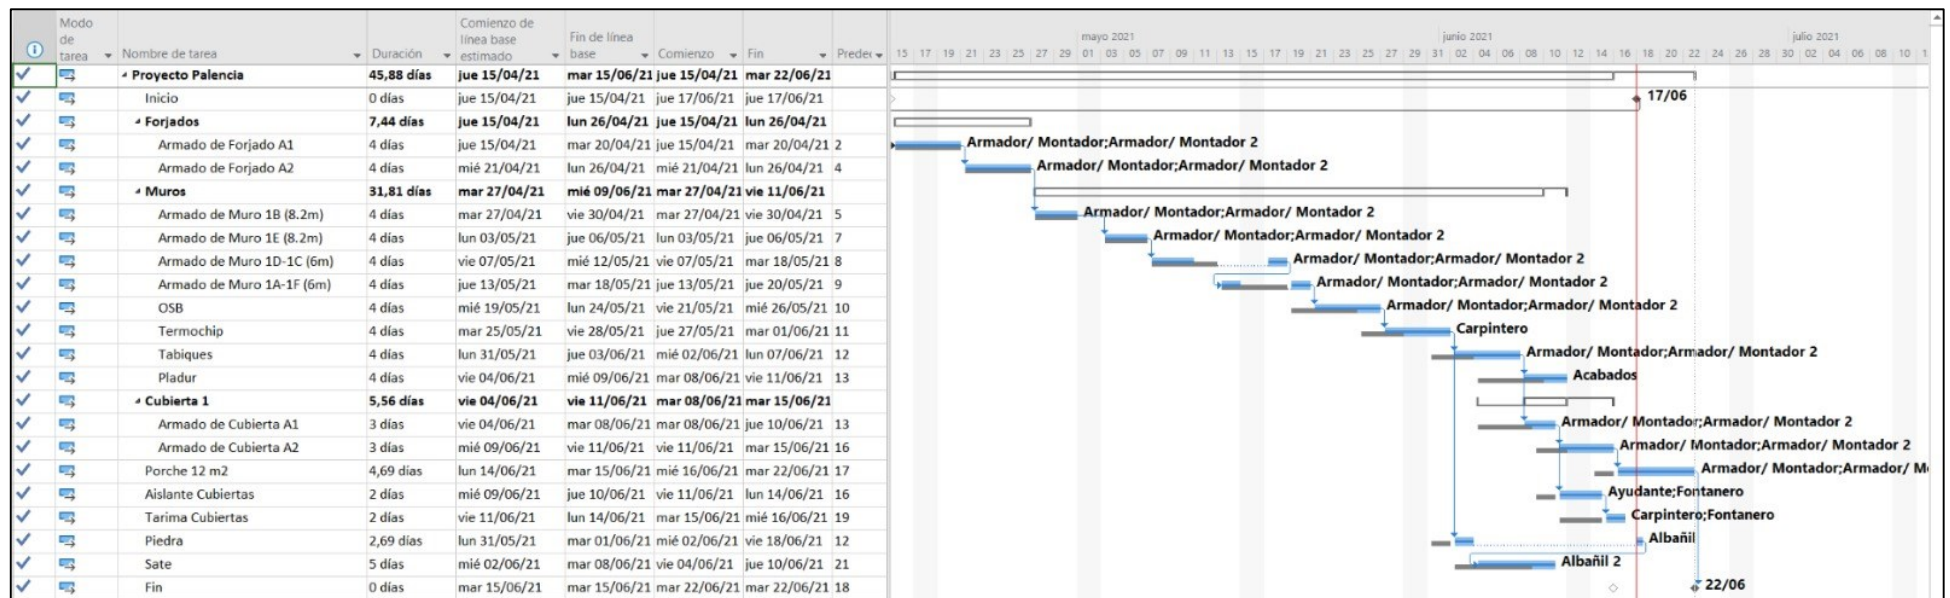 Modo de tarea Nombre de tarea Duración Comienzo de línea base estimado Fin de línea base Comienzo Fin Predec
mayo 2021 junio 2021 julio 2021
15 17 19 21 23 25 27 29 01 03 05 07 09 11 13 15 17 19 21 23 25 27 29 31 02 04 06 08 10 12 14 16 18 20 22 24 26 28 30 02 04 06 08 10 1
Proyecto Palencia 45,88 días jue 15/04/21 mar 15/06/21 jue 15/04/21 mar 22/06/21
Inicio 0 días jue 15/04/21 jue 15/04/21 jue 17/06/21 jue 17/06/21 17/06
Forjados 7,44 días jue 15/04/21 lun 26/04/21 jue 15/04/21 lun 26/04/21
Armado de Forjado A1 4 días jue 15/04/21 mar 20/04/21 jue 15/04/21 mar 20/04/21 2 Armador/ Montador;Armador/ Montador 2
Armado de Forjado A2 4 días mié 21/04/21 lun 26/04/21 mié 21/04/21 lun 26/04/21 4 Armador/ Montador;Armador/ Montador 2
Muros 31,81 días mar 27/04/21 mié 09/06/21 mar 27/04/21 vie 11/06/21
Armado de Muro 1B (8.2m) 4 días mar 27/04/21 vie 30/04/21 mar 27/04/21 vie 30/04/21 5 Armador/ Montador;Armador/ Montador 2
Armado de Muro 1E (8.2m) 4 días lun 03/05/21 jue 06/05/21 lun 03/05/21 jue 06/05/21 7 Armador/ Montador;Armador/ Montador 2
Armado de Muro 1D-1C (6m) 4 días vie 07/05/21 mié 12/05/21 vie 07/05/21 mar 18/05/21 8 Armador/ Montador;Armador/ Montador 2
Armado de Muro 1A-1F (6m) 4 días jue 13/05/21 mar 18/05/21 jue 13/05/21 jue 20/05/21 9 Armador/ Montador;Armador/ Montador 2
OSB 4 días mié 19/05/21 lun 24/05/21 vie 21/05/21 mié 26/05/21 10 Armador/ Montador;Armador/ Montador 2
Termochip 4 días mar 25/05/21 vie 28/05/21 jue 27/05/21 mar 01/06/21 11 Carpintero
Tabiques 4 días lun 31/05/21 jue 03/06/21 mié 02/06/21 lun 07/06/21 12 Armador/ Montador;Armador/ Montador 2
Pladur 4 días vie 04/06/21 mié 09/06/21 mar 08/06/21 vie 11/06/21 13 Acabados
Cubierta 1 5,56 días vie 04/06/21 vie 11/06/21 mar 08/06/21 mar 15/06/21
Armado de Cubierta A1 3 días vie 04/06/21 mar 08/06/21 mar 08/06/21 jue 10/06/21 13 Armador/ Montador;Armador/ Montador 2
Armado de Cubierta A2 3 días mié 09/06/21 vie 11/06/21 vie 11/06/21 mar 15/06/21 16 Armador/ Montador;Armador/ Montador 2
Porche 12 m2 4,69 días lun 14/06/21 mar 15/06/21 mié 16/06/21 mar 22/06/21 17 Armador/ Montador;Armador/ M
Aislante Cubiertas 2 días mié 09/06/21 jue 10/06/21 vie 11/06/21 lun 14/06/21 16 Ayudante;Fontanero
Tarima Cubiertas 2 días vie 11/06/21 lun 14/06/21 mar 15/06/21 mié 16/06/21 19 Carpintero;Fontanero
Piedra 2,69 días lun 31/05/21 mar 01/06/21 mié 02/06/21 vie 18/06/21 12 Albañil
Sate 5 días mié 02/06/21 mar 08/06/21 vie 04/06/21 jue 10/06/21 21 Albañil 2
Fin 0 días mar 15/06/21 mar 15/06/21 mar 22/06/21 mar 22/06/21 18 22/06